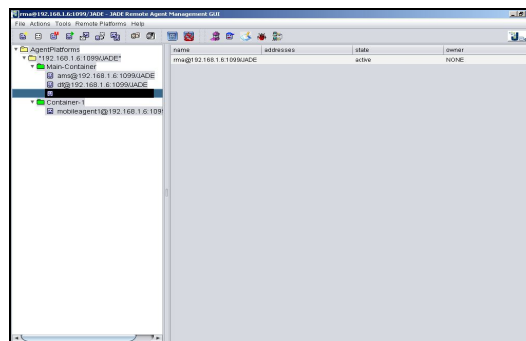 rma@192.168.1.6:1099/JADE - JADE Remote Agent Management GUI
File Actions Tools Remote Platforms Help
AgentPlatforms
"192.168.1.6:1099/JADE"
Main-Container
ams@192.168.1.6:1099/JADE
df@192.168.1.6:1099/JADE
Container-1
mobileagent1@192.168.1.6:109
name addresses state owner
rma@192.168.1.6:1099/JADE active NONE